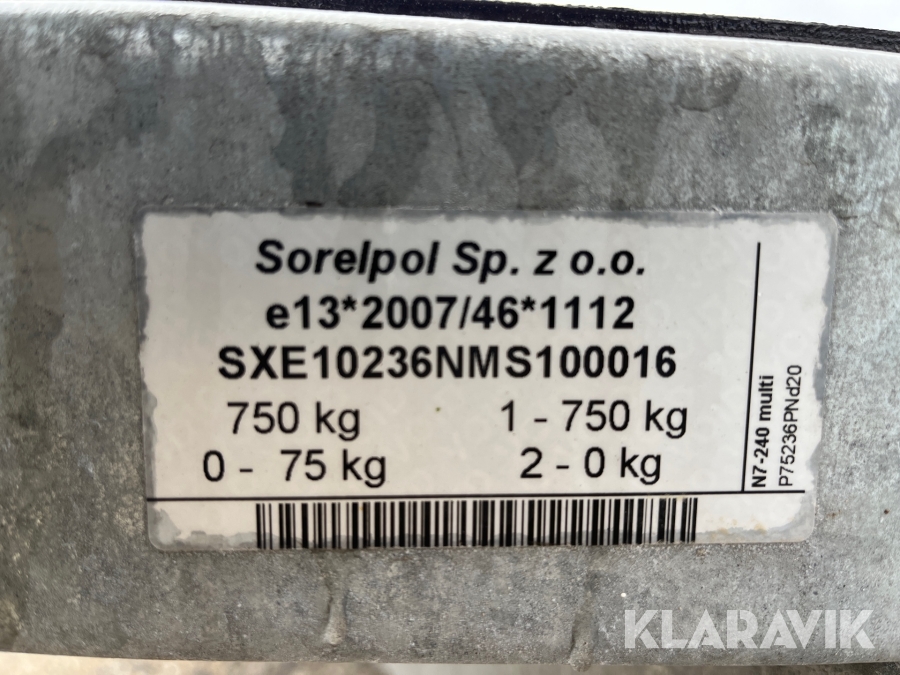 Sorelpol Sp. z o.o.
e13*2007/46*1112
SXE10236NMS100016
750 kg 1 - 750 kg
0 - 75 kg 2 - 0 kg
N7-240 multi
P75236PNd20
KLARAVIK